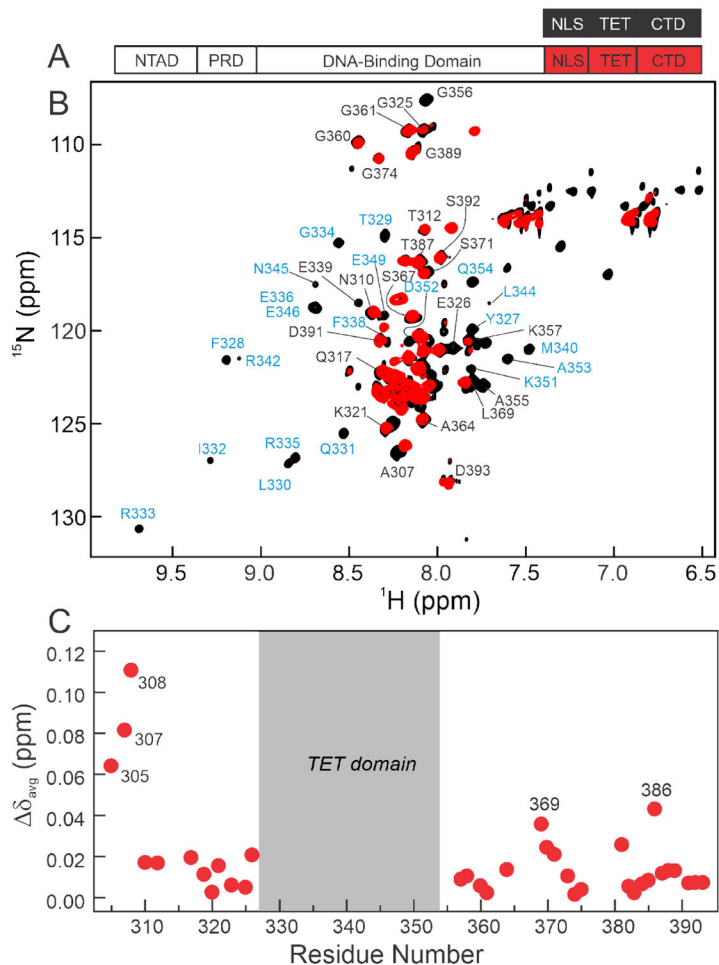 NLS TET CTD
A NTAD PRD DNA-Binding Domain NLS TET CTD
B
G356
G361 G325
110
G360
G389
G374
S392
T329 T312
115
G334 S371
T387
N345 E349
E339 S367 Q354
N310 D352
E336 L344
E346
Y327
120
F338 E326 K357
D391
M340
F328 Q317
R342 A353
K351
A355
L369
K321 A364
125
I332 R335 Q331
A307 D393
L330
R333
130
15N (ppm)
9.5 9.0 8.5 8.0 7.5 7.0 6.5
1H (ppm)
C
0.12
308
0.10
0.08
307
TET domain
0.06 305
386
0.04 369
0.02
0.00
Δδavg (ppm)
310 320 330 340 350 360 370 380 390
Residue Number